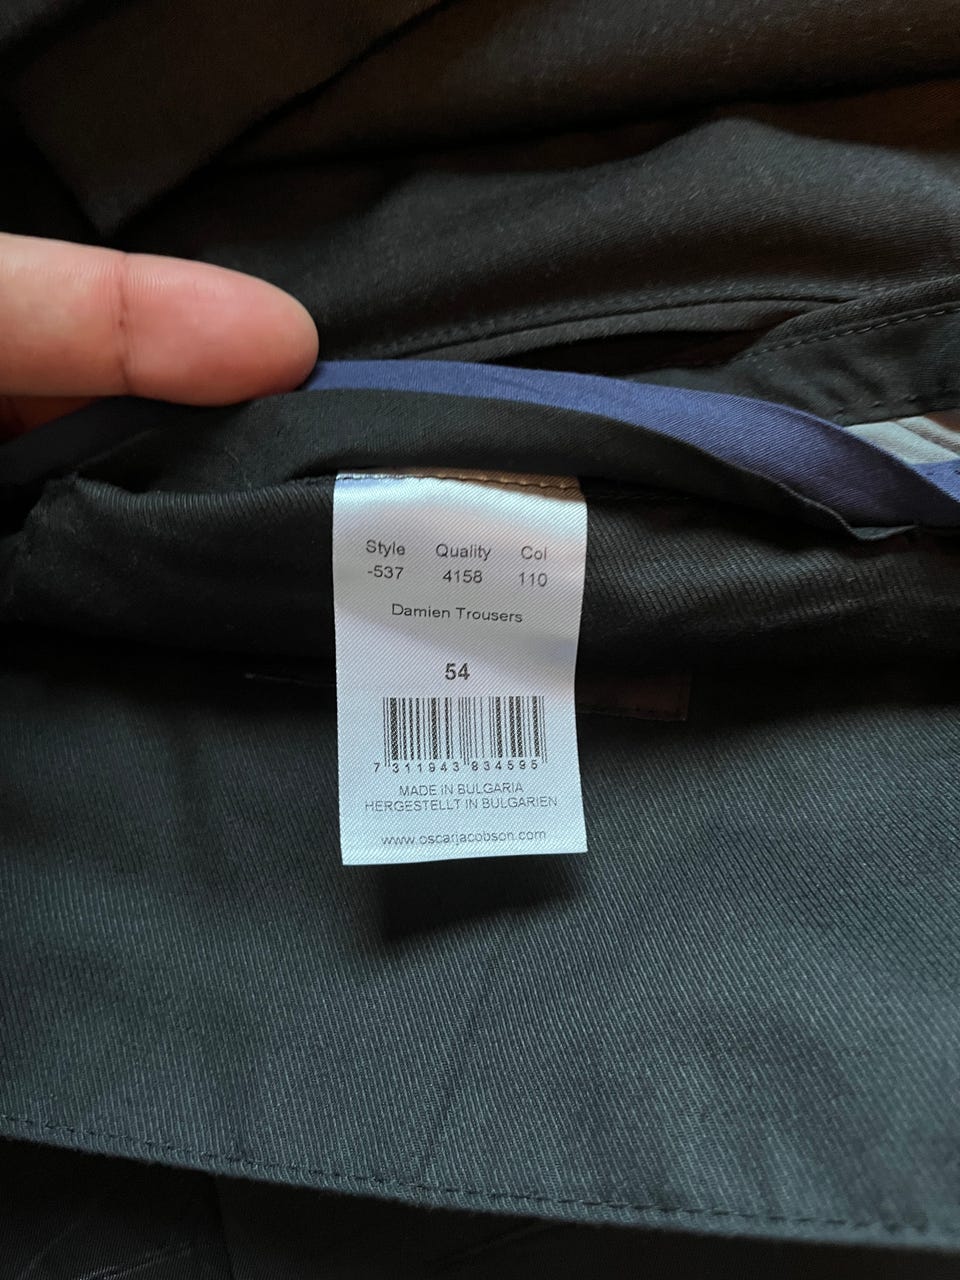 Style Quality Col
-537 4158 110
Damien Trousers
54
7 311943 834595
MADE IN BULGARIA
HERGESTELLT IN BULGARIEN
www.oscarjacobson.com